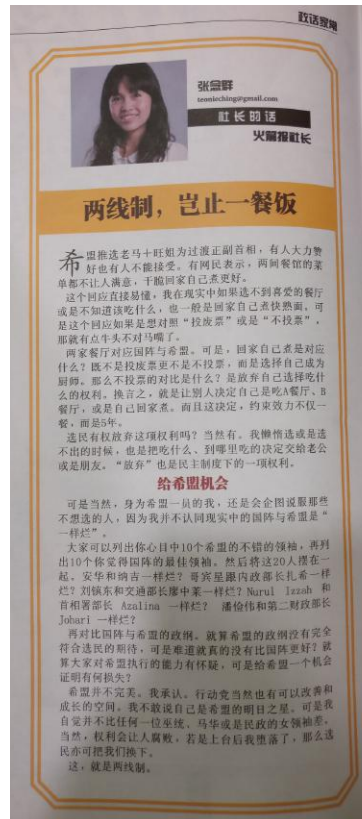 政话家常
张念群
teonieching@gmail.com
社长的话
火箭报社长
两线制，岂止一餐饭
希盟推选老马＋旺姐为过渡正副首相，有人大力赞
好也有人不能接受。有网民表示，两间餐馆的菜
单都不让人满意，干脆回家自己煮更好。
这个回应直接易懂，我在现实中如果选不到喜爱的餐厅
或是不知道该吃什么，也一般是回家自己煮快熟面。可
是这个回应如果是想对照“投废票”或是“不投票”，
那就有点牛头不对马嘴了。
两家餐厅对应国阵与希盟。可是，回家自己煮是对应
什么？既不是投废票更不是不投票，而是选择自己成为
厨师。那么不投票的对比是什么？是放弃自己选择吃什
么的权利。换言之，就是让别人决定自己是吃A餐厅、B
餐厅，或是自己回家煮。而且这决定，约束效力不仅一
餐，而是5年。
选民有权放弃这项权利吗？当然有。我懒惰选或是选
不出的时候，也是把吃什么、到哪里吃的决定交给老公
或是朋友。“放弃”也是民主制度下的一项权利。
给希盟机会
可是当然，身为希盟一员的我，还是会企图说服那些
不想选的人，因为我并不认同现实中的国阵与希盟是“
一样烂”。
大家可以列出你心目中10个希盟的不错的领袖，再列
出10个你觉得国阵的最佳领袖。然后将这20人摆在一
起。安华和纳吉一样烂？哥宾星跟内政部长扎希一样
烂？刘镇东和交通部长廖中莱一样烂？Nurul Izzah 和
首相署部长 Azalina 一样烂？ 潘俭伟和第二财政部长
Johari 一样烂？
再对比国阵与希盟的政纲。就算希盟的政纲没有完全
符合选民的期待，可是难道就真的没有比国阵更好？就
算大家对希盟执行的能力有怀疑，可是给希盟一个机会
证明有何损失？
希盟并不完美。我承认。行动党当然也有可以改善和
成长的空间。我不敢说自己是希盟的明日之星。可是我
自觉并不比任何一位巫统、马华或是民政的女领袖差。
当然，权利会让人腐败，若是上台后我堕落了，那么选
民亦可把我们换下。
这，就是两线制。